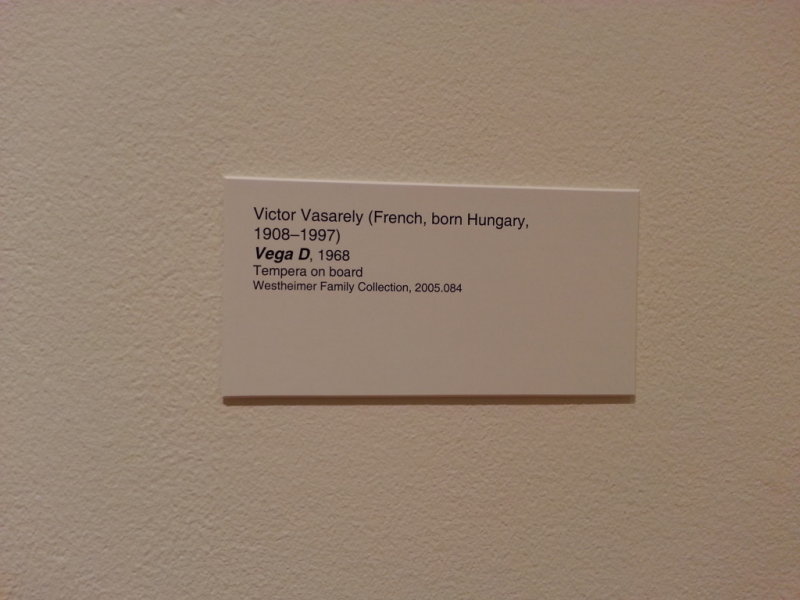 Victor Vasarely (French, born Hungary,
1908–1997)
Vega D, 1968
Tempera on board
Westheimer Family Collection, 2005.084